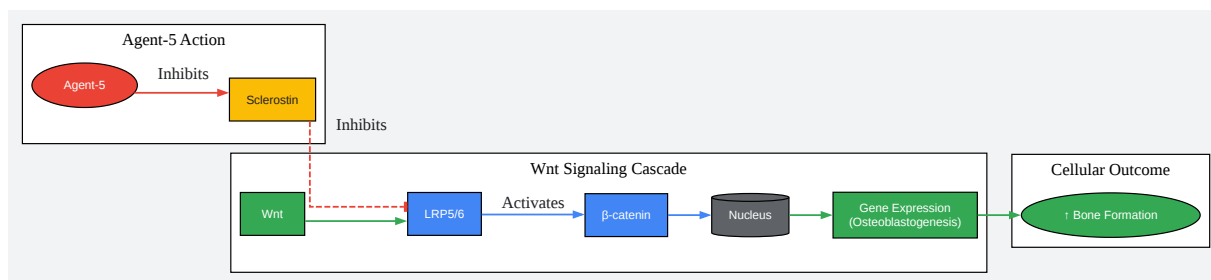 Agent-5 Action
Inhibits
Agent-5
Sclerostin
Inhibits
Wnt Signaling Cascade
Cellular Outcome
Wnt
LRP5/6
Activates
β-catenin
Nucleus
Gene Expression
(Osteoblastogenesis)
↑ Bone Formation